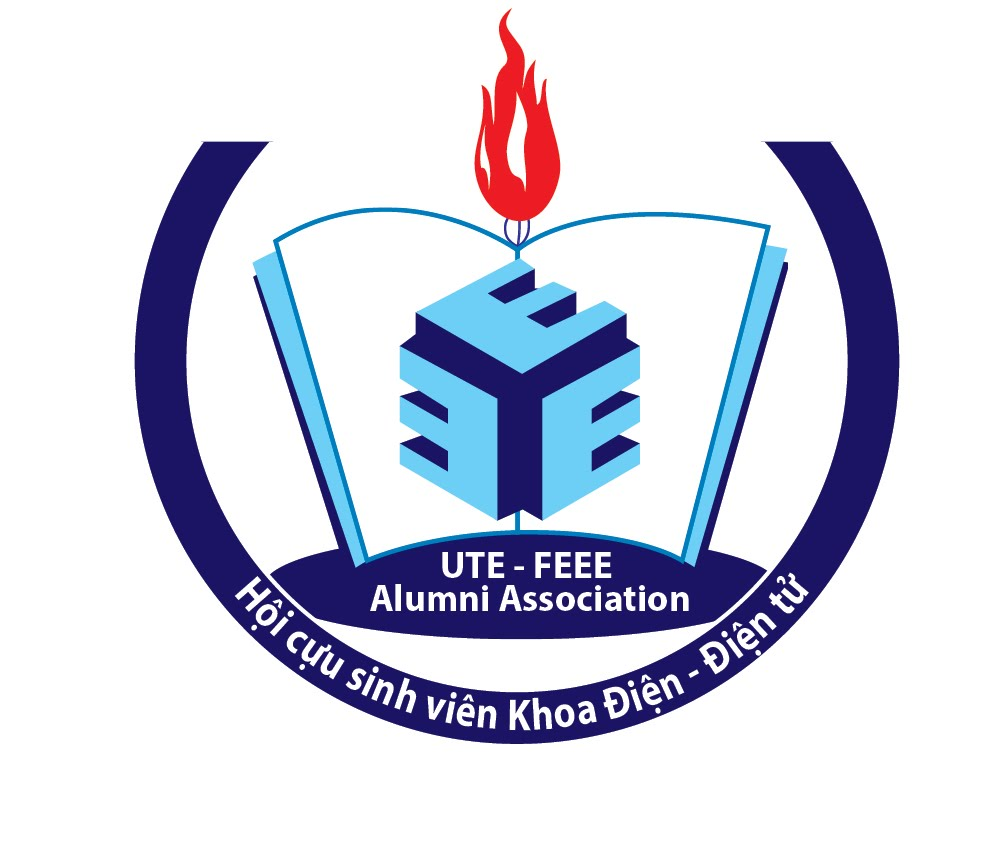 UTE - FEEE
Alumni Association
Hội cựu sinh viên Khoa Điện - Điện tử